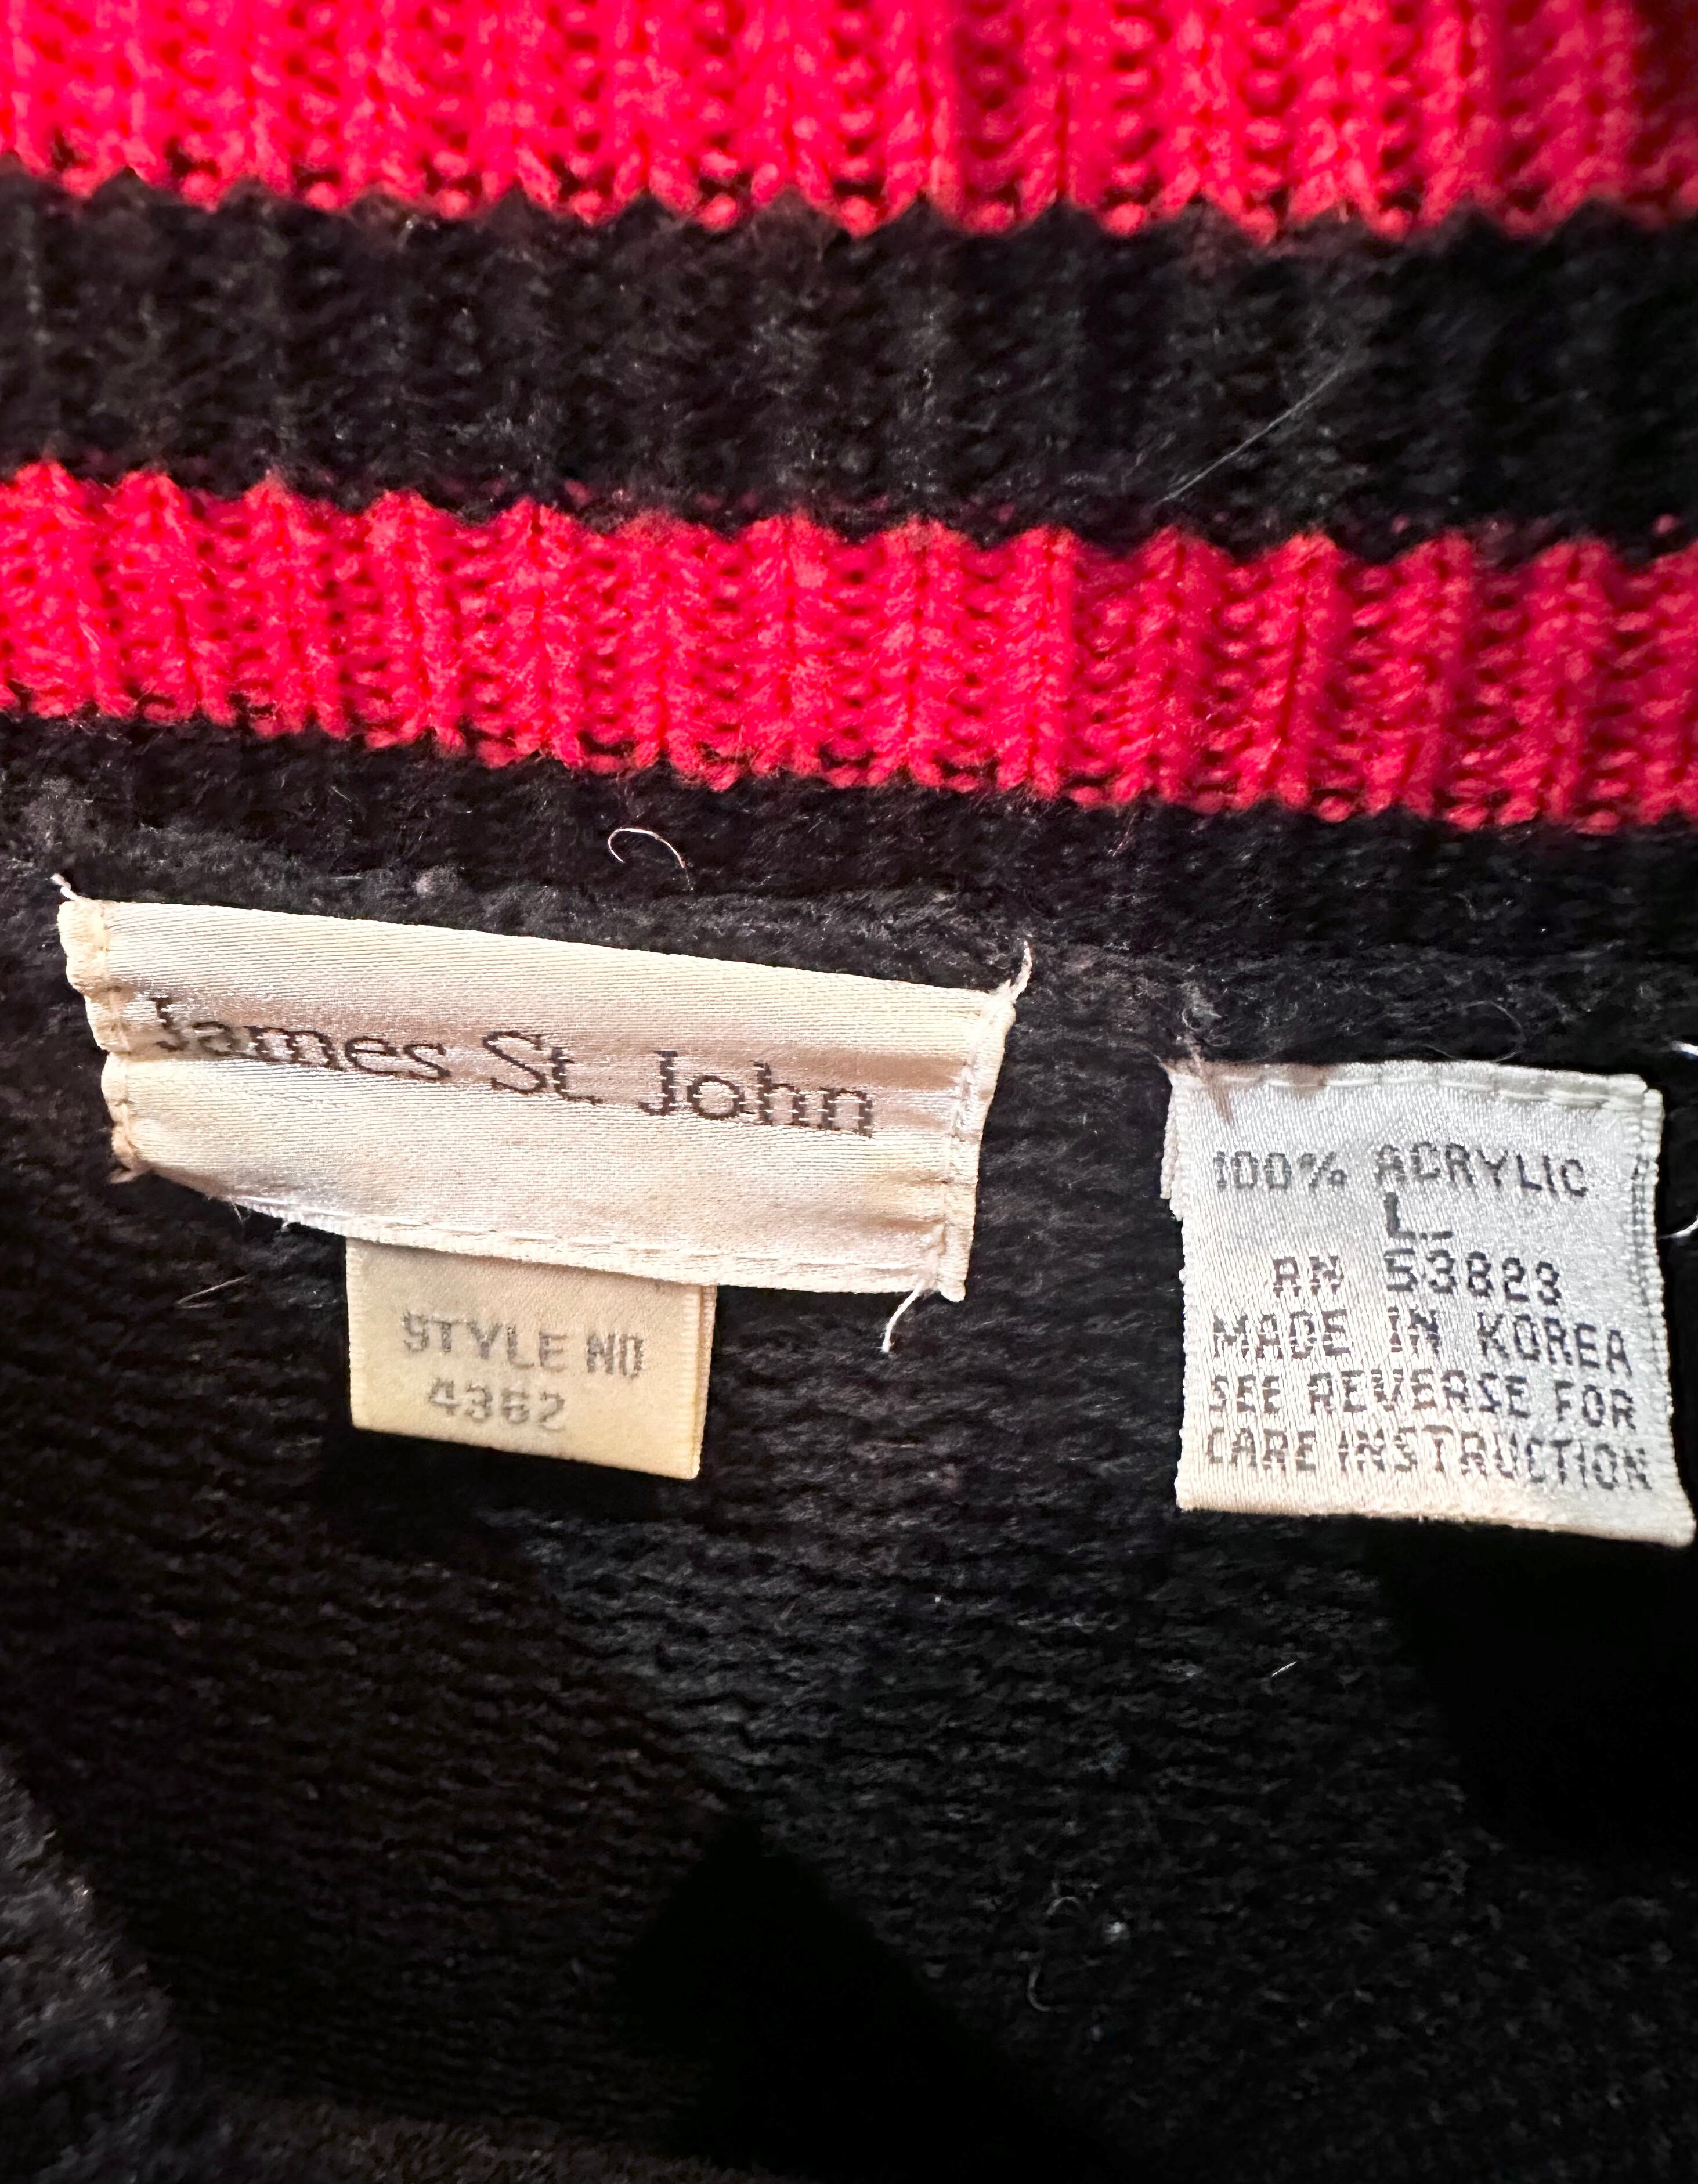 James St. John
STYLE NO
4362
100% ACRYLIC
L
RN 53823
MADE IN KOREA
SEE REVERSE FOR
CARE INSTRUCTION